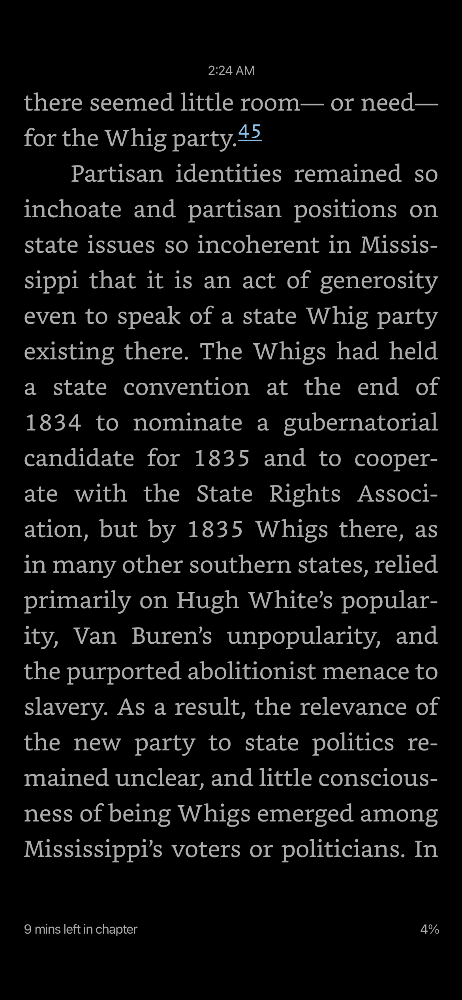 2:24 AM
there seemed little room— or need—
for the Whig party.45
Partisan identities remained so
inchoate and partisan positions on
state issues so incoherent in Missis-
sippi that it is an act of generosity
even to speak of a state Whig party
existing there. The Whigs had held
a state convention at the end of
1834 to nominate a gubernatorial
candidate for 1835 and to cooper-
ate with the State Rights Associ-
ation, but by 1835 Whigs there, as
in many other southern states, relied
primarily on Hugh White’s popular-
ity, Van Buren’s unpopularity, and
the purported abolitionist menace to
slavery. As a result, the relevance of
the new party to state politics re-
mained unclear, and little conscious-
ness of being Whigs emerged among
Mississippi’s voters or politicians. In
9 mins left in chapter 4%